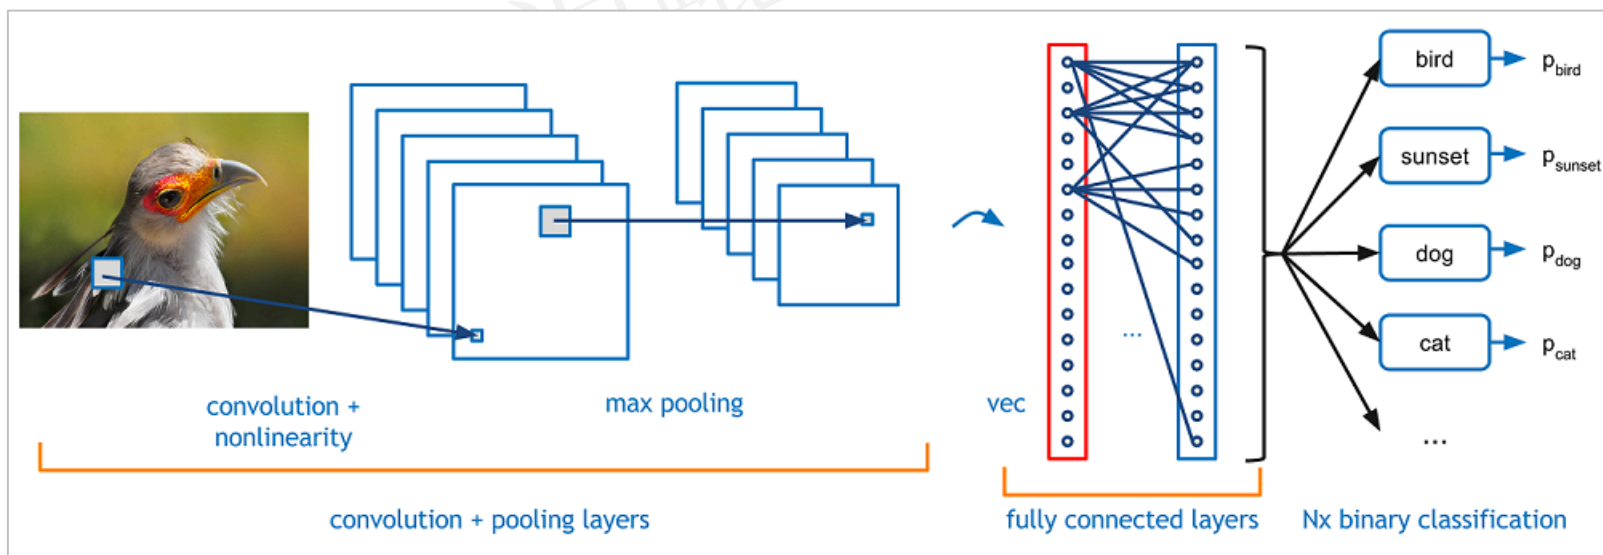 convolution +
nonlinearity
max pooling
vec
convolution + pooling layers
...
fully connected layers
bird
p_bird
sunset
p_sunset
dog
p_dog
cat
p_cat
...
Nx binary classification